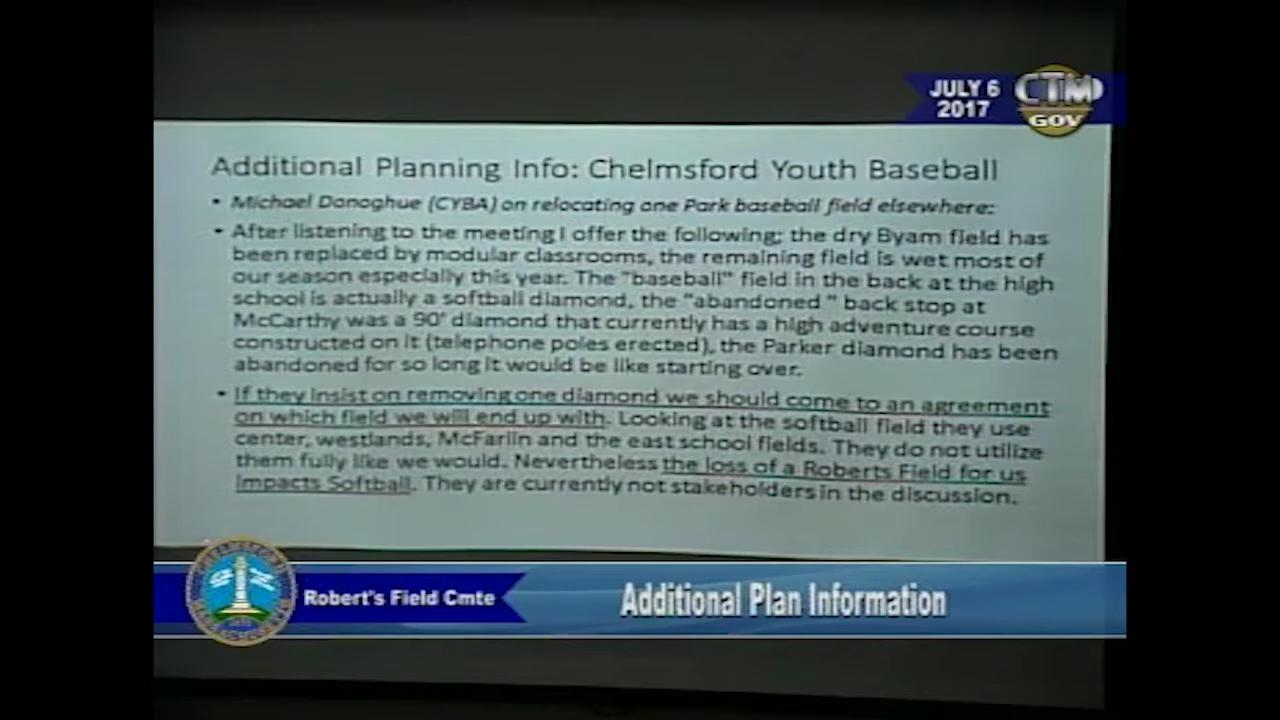 JULY 6
2017
CTM
GOV
Additional Planning Info: Chelmsford Youth Baseball
• Michael Donoghue (CYBA) on relocating one Park baseball field elsewhere:
• After listening to the meeting I offer the following; the dry Byam field has
been replaced by modular classrooms, the remaining field is wet most of
our season especially this year. The "baseball" field in the back at the high
school is actually a softball diamond, the "abandoned " back stop at
McCarthy was a 90' diamond that currently has a high adventure course
constructed on it (telephone poles erected), the Parker diamond has been
abandoned for so long it would be like starting over.
• If they insist on removing one diamond we should come to an agreement
on which field we will end up with. Looking at the softball field they use
center, westlands, McFarlin and the east school fields. They do not utilize
them fully like we would. Nevertheless the loss of a Roberts Field for us
impacts Softball. They are currently not stakeholders in the discussion.
Robert's Field Cmte
Additional Plan Information